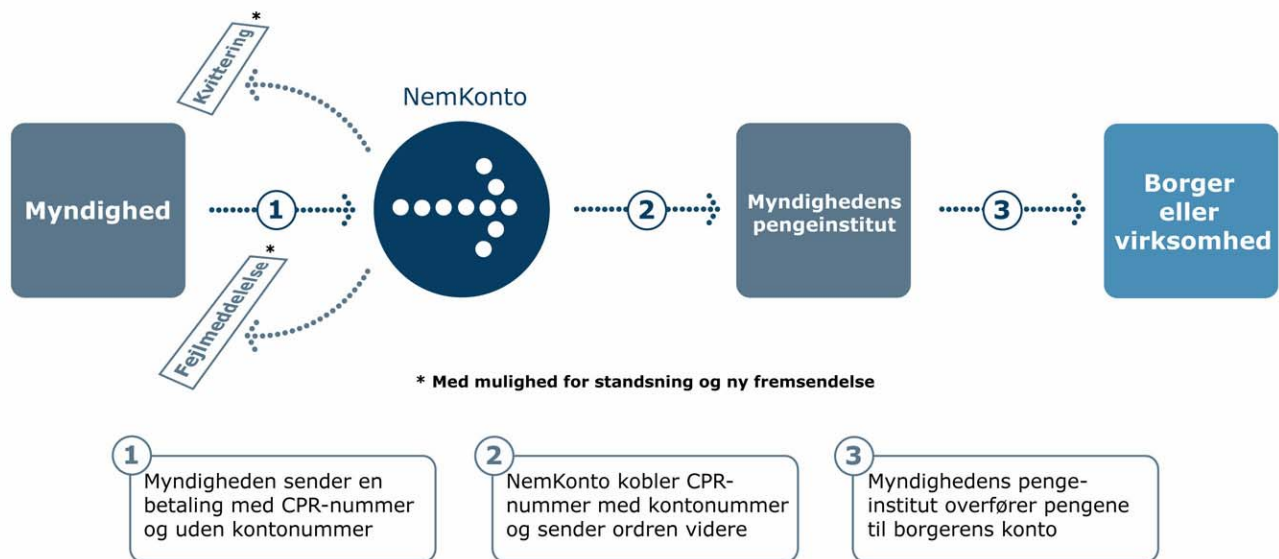 *
Kvittering
NemKonto
Myndighed
1
2
Myndighedens
pengeinstitut
3
Borger
eller
virksomhed
*
Fejlmeddelelse
* Med mulighed for standsning og ny fremsendelse
1
Myndigheden sender en
betaling med CPR-nummer
og uden kontonummer
2
NemKonto kobler CPR-
nummer med kontonummer
og sender ordren videre
3
Myndighedens penge-
institut overfører pengene
til borgerens konto